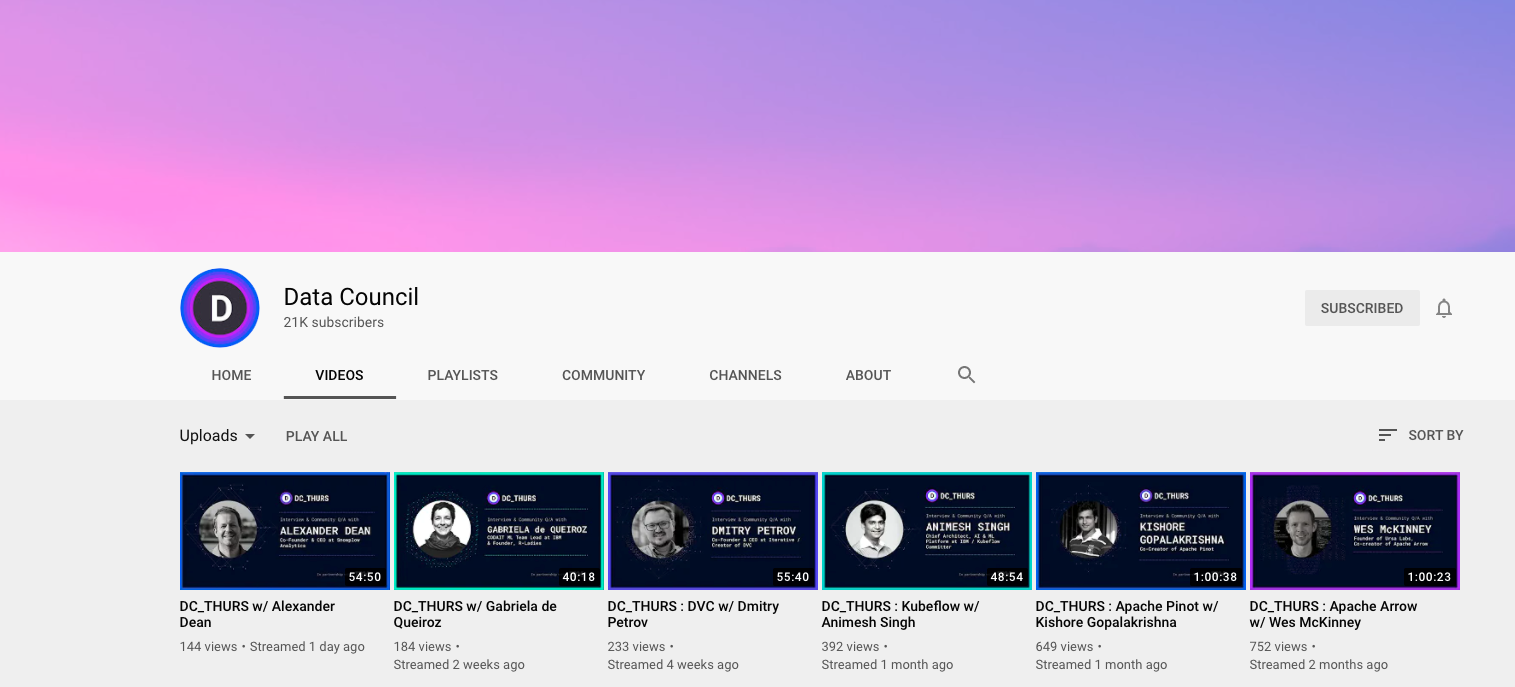 D
Data Council
21K subscribers
SUBSCRIBED
HOME
VIDEOS
PLAYLISTS
COMMUNITY
CHANNELS
ABOUT
Uploads
PLAY ALL
SORT BY
D DC_THURS
Interview & Community Q/A with
ALEXANDER DEAN
Co-Founder & CEO at Snowplow
Analytics
54:50
DC_THURS w/ Alexander
Dean
144 views • Streamed 1 day ago
D DC_THURS
Interview & Community Q/A with
GABRIELA de QUEIROZ
CODAIT ML Team Lead at IBM
& Founder, R-Ladies
40:18
DC_THURS w/ Gabriela de
Queiroz
184 views •
Streamed 2 weeks ago
D DC_THURS
Interview & Community Q/A with
DMITRY PETROV
Co-Founder & CEO at Iterative /
Creator of DVC
55:40
DC_THURS : DVC w/ Dmitry
Petrov
233 views •
Streamed 4 weeks ago
D DC_THURS
Interview & Community Q/A with
ANIMESH SINGH
Chief Architect, AI & ML
Platform at IBM / Kubeflow
Committer
48:54
DC_THURS : Kubeflow w/
Animesh Singh
392 views •
Streamed 1 month ago
D DC_THURS
Interview & Community Q/A with
KISHORE
GOPALAKRISHNA
Co-Creator of Apache Pinot
1:00:38
DC_THURS : Apache Pinot w/
Kishore Gopalakrishna
649 views •
Streamed 1 month ago
D DC_THURS
Interview & Community Q/A with
WES McKINNEY
Founder of Ursa Labs,
Co-creator of Apache Arrow
1:00:23
DC_THURS : Apache Arrow
w/ Wes McKinney
752 views •
Streamed 2 months ago